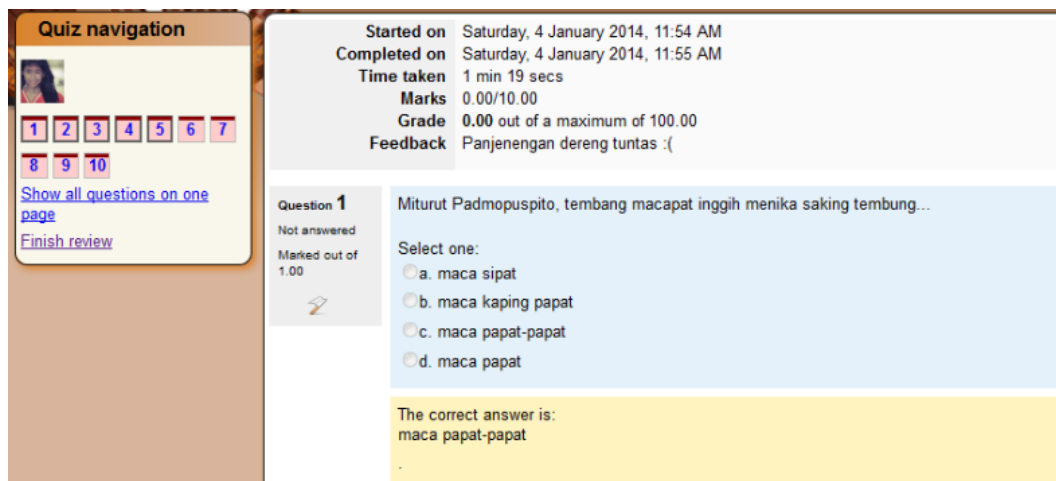 Quiz navigation
1 2 3 4 5 6 7
8 9 10
Show all questions on one
page
Finish review
Started on Saturday, 4 January 2014, 11:54 AM
Completed on Saturday, 4 January 2014, 11:55 AM
Time taken 1 min 19 secs
Marks 0.00/10.00
Grade 0.00 out of a maximum of 100.00
Feedback Panjenengan dereng tuntas :(
Question 1
Not answered
Marked out of
1.00
Miturut Padmopuspito, tembang macapat inggih menika saking tembung...
Select one:
a. maca sipat
b. maca kaping papat
c. maca papat-papat
d. maca papat
The correct answer is:
maca papat-papat
.